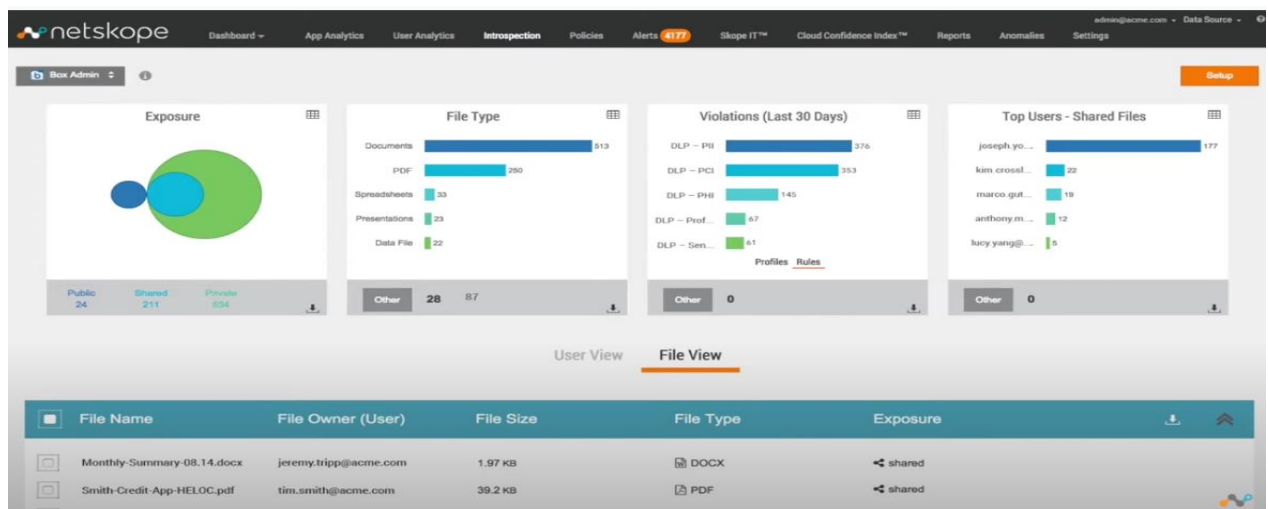 admin@acme.com Data Source
netskope Dashboard App Analytics User Analytics Introspection Policies Alerts 4177 Skope IT™ Cloud Confidence Index™ Reports Anomalies Settings
Box Admin Setup
Exposure
Public Shared Private
24 211 634
File Type
Documents 513
PDF 250
Spreadsheets 33
Presentations 23
Data File 22
Other 28 87
Violations (Last 30 Days)
DLP – PII 376
DLP – PCI 353
DLP – PHI 145
DLP – Prof... 67
DLP – Sen... 61
Profiles Rules
Other 0
Top Users - Shared Files
joseph.yo... 177
kim crossl... 22
marco.gut... 19
anthony.m... 12
lucy.yang@... 5
Other 0
User View File View
File Name File Owner (User) File Size File Type Exposure
Monthly-Summary-08.14.docx jeremy.tripp@acme.com 1.97 KB DOCX shared
Smith-Credit-App-HELOC.pdf tim.smith@acme.com 39.2 KB PDF shared